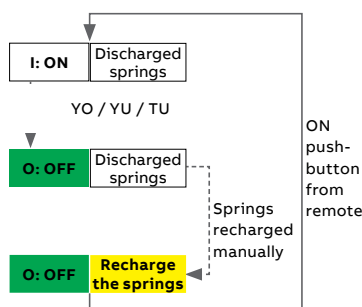 I: ON
Discharged
springs
YO / YU / TU
O: OFF
Discharged
springs
ON
push-
button
from
remote
Springs
recharged
manually
O: OFF
Recharge
the springs